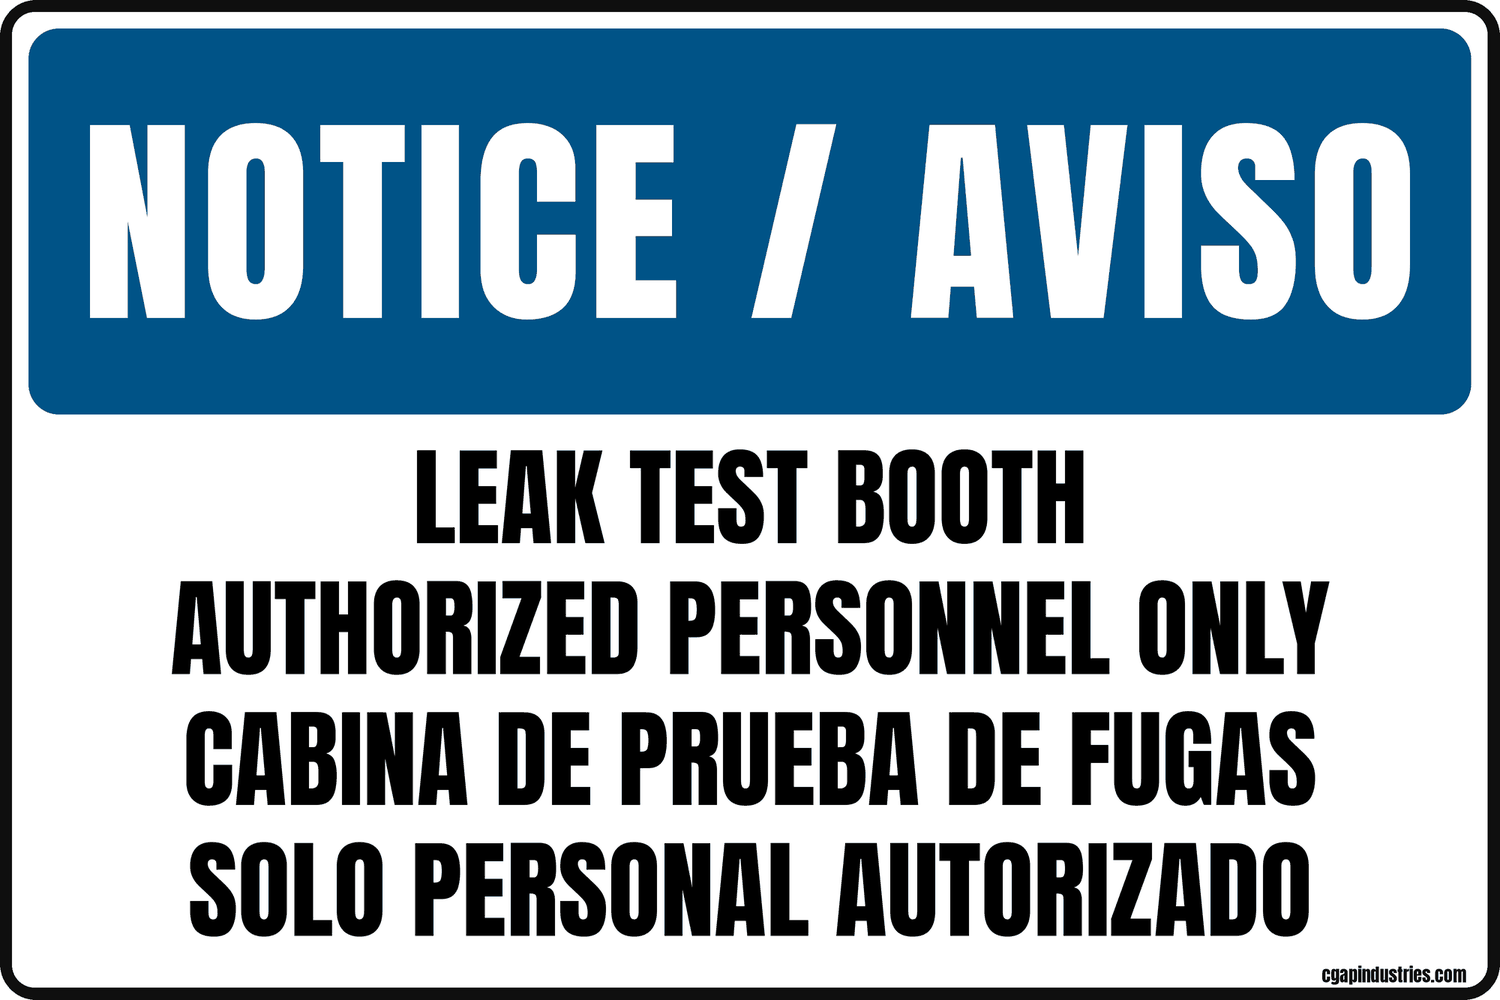 NOTICE / AVISO
LEAK TEST BOOTH
AUTHORIZED PERSONNEL ONLY
CABINA DE PRUEBA DE FUGAS
SOLO PERSONAL AUTORIZADO
cgapindustries.com